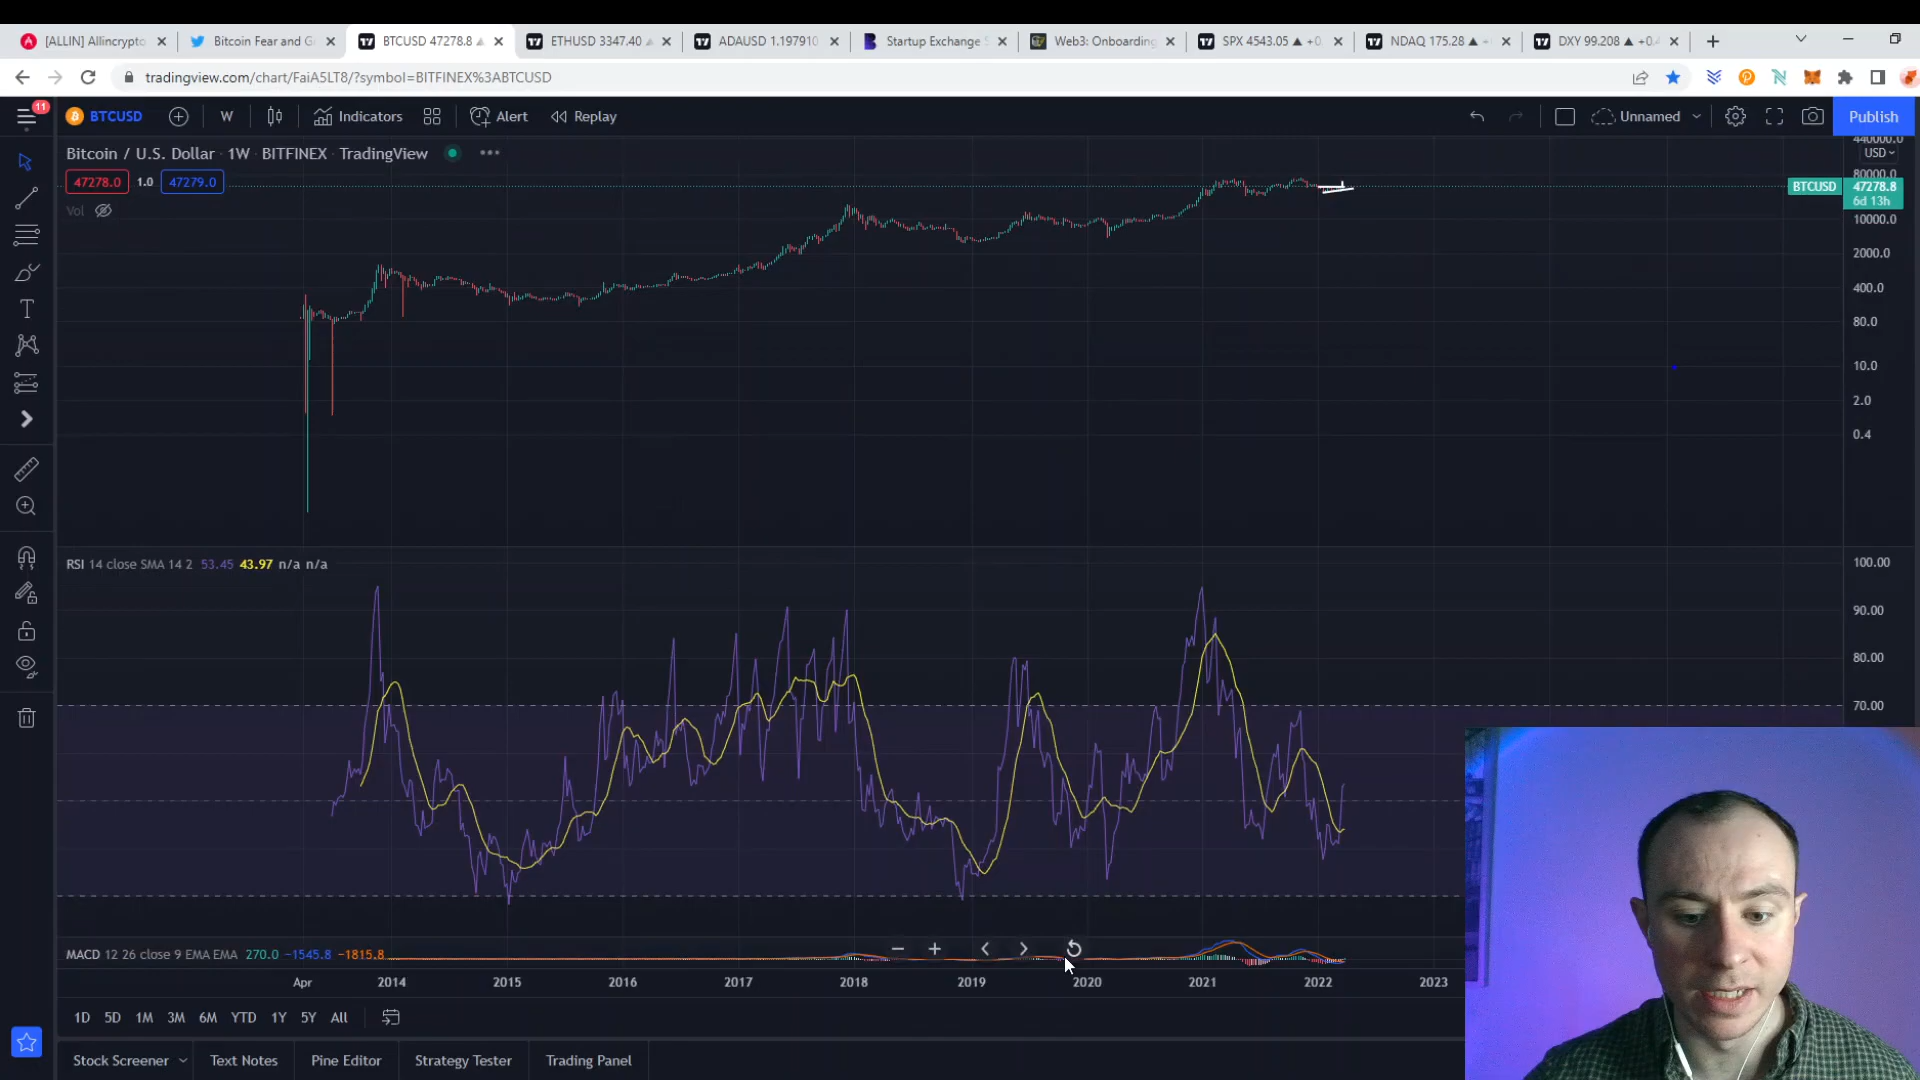 [ALLIN] Allincrypto
Bitcoin Fear and G
BTCUSD 47278.8
ETHUSD 3347.40
ADAUSD 1.197910
Startup Exchange
Web3: Onboarding
SPX 4543.05 ▲ +0
NDAQ 175.28 ▲
DXY 99.208 ▲ +0.
tradingview.com/chart/FaiA5LT8/?symbol=BITFINEX%3ABTCUSD
11
BTCUSD
W
Indicators
Alert
Replay
Unnamed
Publish
Bitcoin / U.S. Dollar · 1W · BITFINEX · TradingView
440000.0
USD
47278.0 1.0 47279.0
80000.0
BTCUSD 47278.8
6d 13h
Vol
10000.0
2000.0
400.0
80.0
10.0
2.0
0.4
RSI 14 close SMA 14 2 53.45 43.97 n/a n/a
100.00
90.00
80.00
70.00
MACD 12 26 close 9 EMA EMA 270.0 −1545.8 −1815.8
Apr 2014 2015 2016 2017 2018 2019 2020 2021 2022 2023
1D 5D 1M 3M 6M YTD 1Y 5Y All
Stock Screener Text Notes Pine Editor Strategy Tester Trading Panel